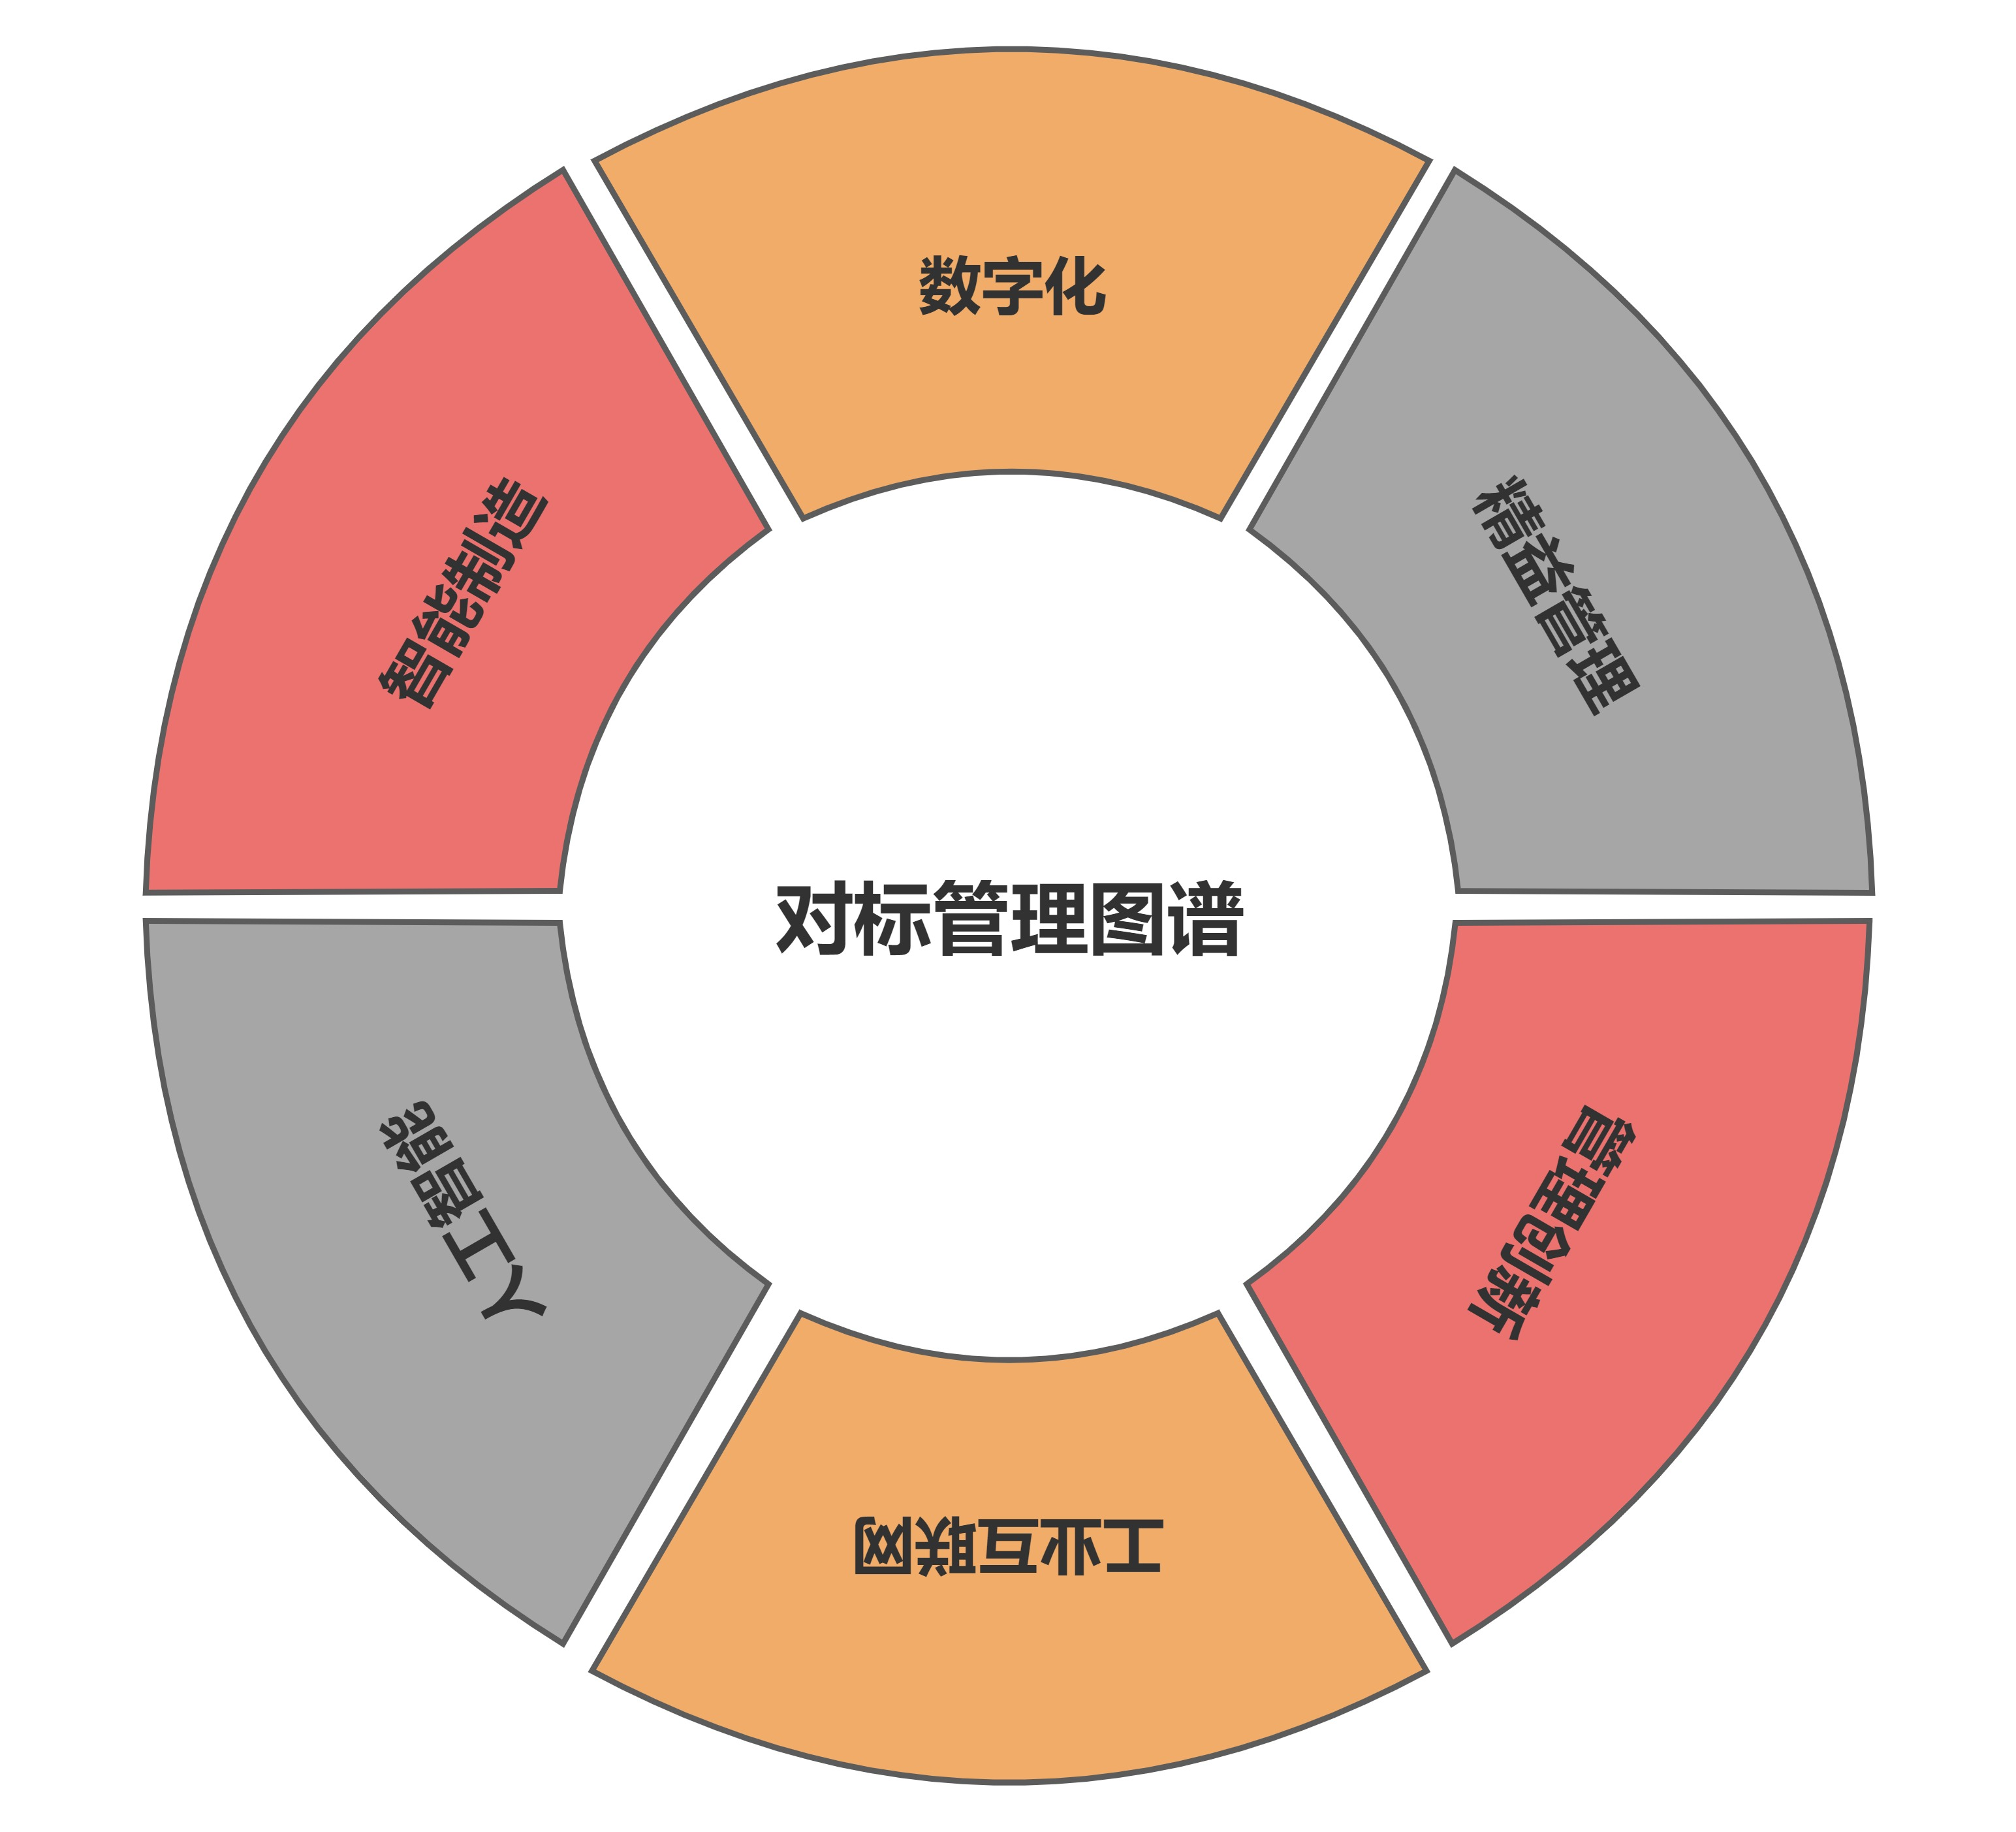 数字化
精益管理
管理创新
工业互联网
人工智能
智能制造
对标管理图谱